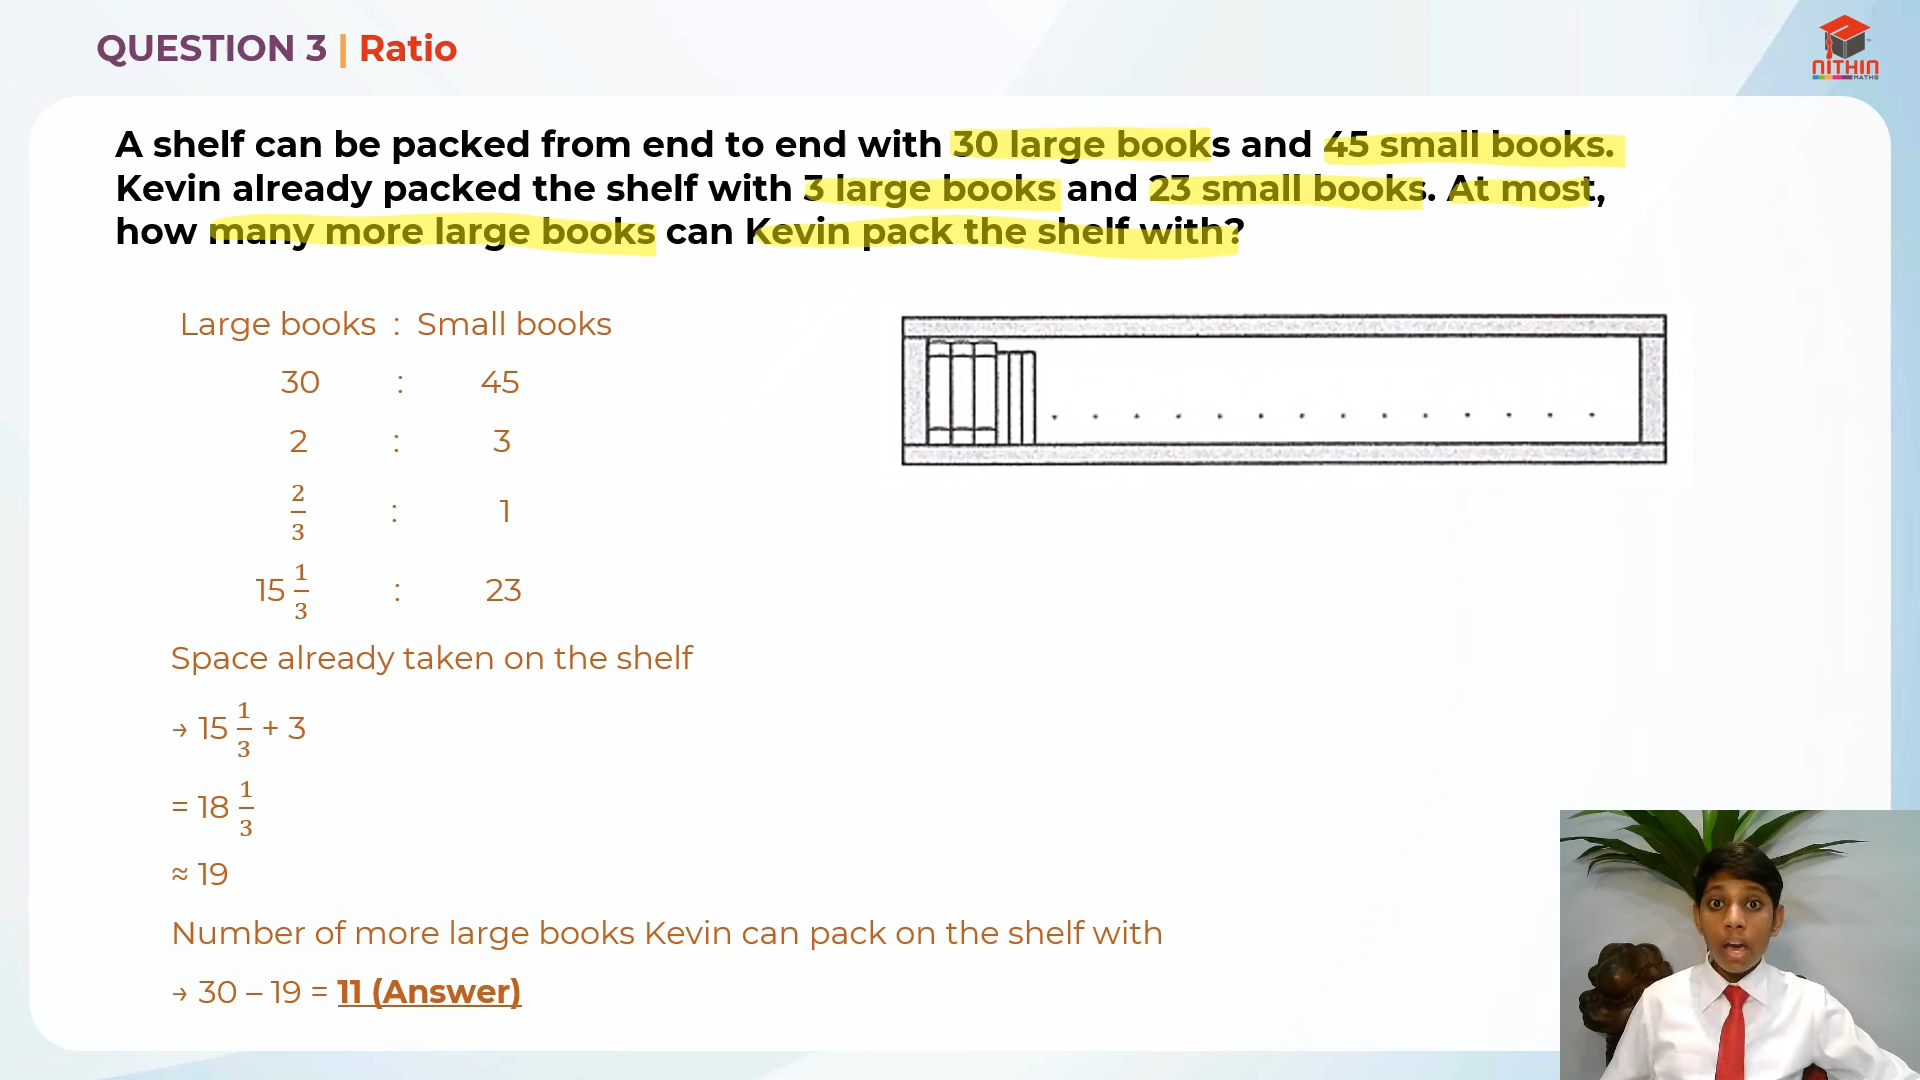 QUESTION 3 | Ratio
NITHIN
MATHS
A shelf can be packed from end to end with 30 large books and 45 small books.
Kevin already packed the shelf with 3 large books and 23 small books. At most,
how many more large books can Kevin pack the shelf with?
Large books : Small books
30 : 45
2 : 3
2/3 : 1
15 1/3 : 23
Space already taken on the shelf
→ 15 1/3 + 3
= 18 1/3
≈ 19
Number of more large books Kevin can pack on the shelf with
→ 30 – 19 = 11 (Answer)